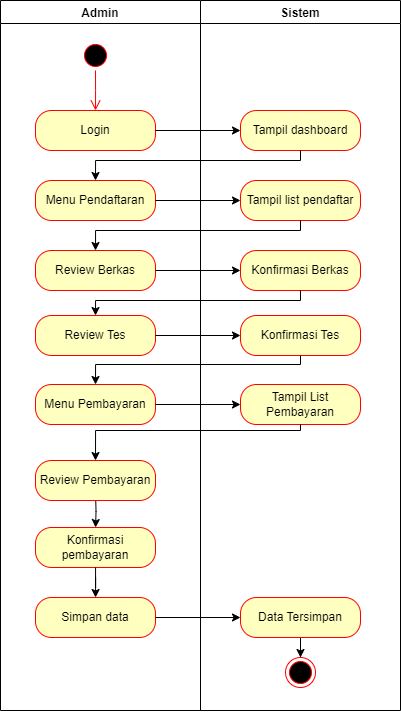 Admin
Sistem
Login
Tampil dashboard
Menu Pendaftaran
Tampil list pendaftar
Review Berkas
Konfirmasi Berkas
Review Tes
Konfirmasi Tes
Menu Pembayaran
Tampil List
Pembayaran
Review Pembayaran
Konfirmasi
pembayaran
Simpan data
Data Tersimpan